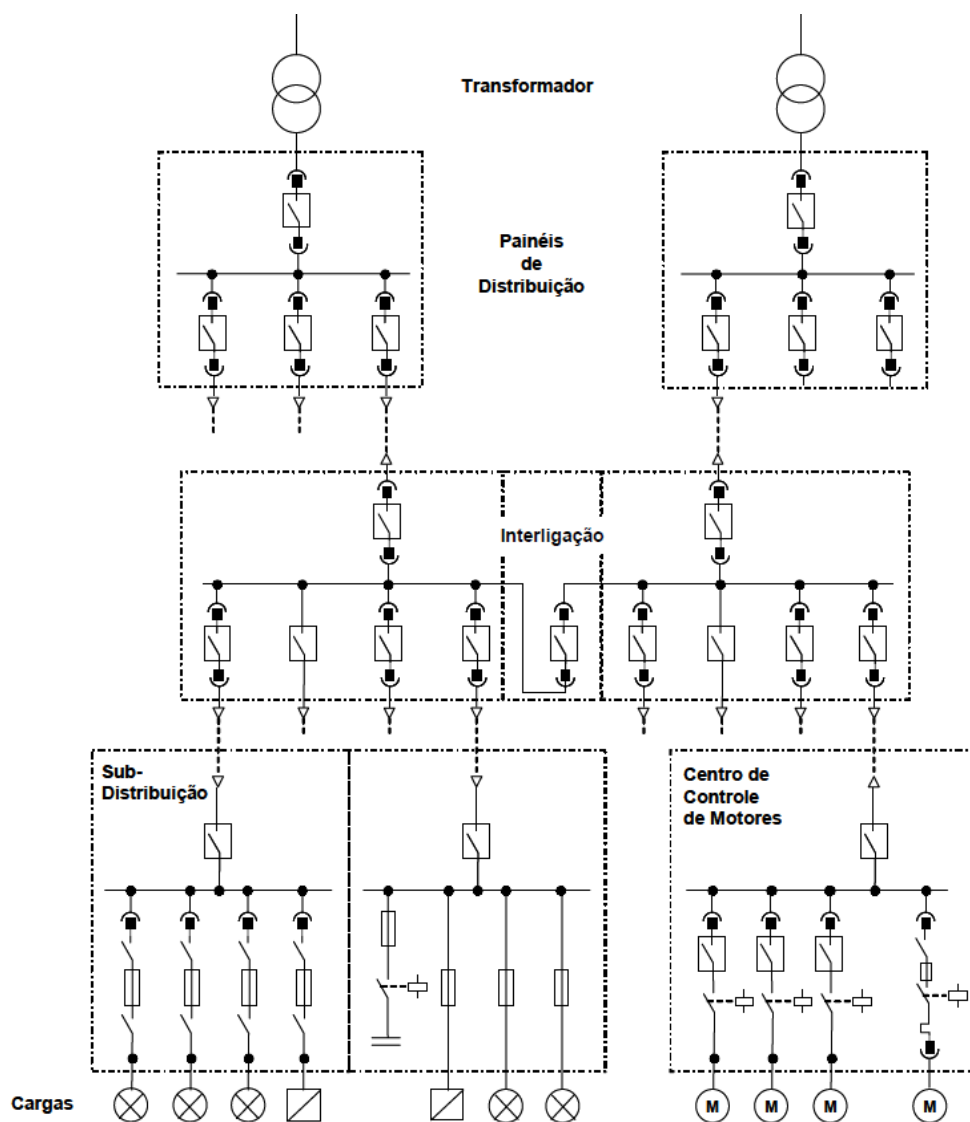 Transformador
Painéis
de
Distribuição
Interligação
Sub-
Distribuição
Centro de
Controle
de Motores
Cargas
M
M
M
M